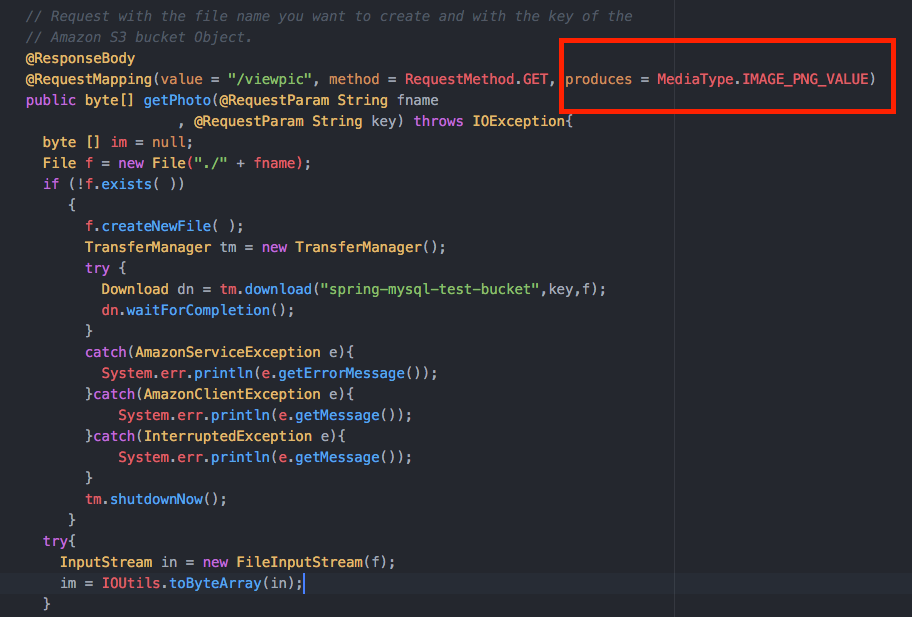 // Request with the file name you want to create and with the key of the
// Amazon S3 bucket Object.
@ResponseBody
@RequestMapping(value = "/viewpic", method = RequestMethod.GET, produces = MediaType.IMAGE_PNG_VALUE)
public byte[] getPhoto(@RequestParam String fname
, @RequestParam String key) throws IOException{
byte [] im = null;
File f = new File("./" + fname);
if (!f.exists( ))
{
f.createNewFile( );
TransferManager tm = new TransferManager();
try {
Download dn = tm.download("spring-mysql-test-bucket",key,f);
dn.waitForCompletion();
}
catch(AmazonServiceException e){
System.err.println(e.getErrorMessage());
}catch(AmazonClientException e){
System.err.println(e.getMessage());
}catch(InterruptedException e){
System.err.println(e.getMessage());
}
tm.shutdownNow();
}
try{
InputStream in = new FileInputStream(f);
im = IOUtils.toByteArray(in);
}